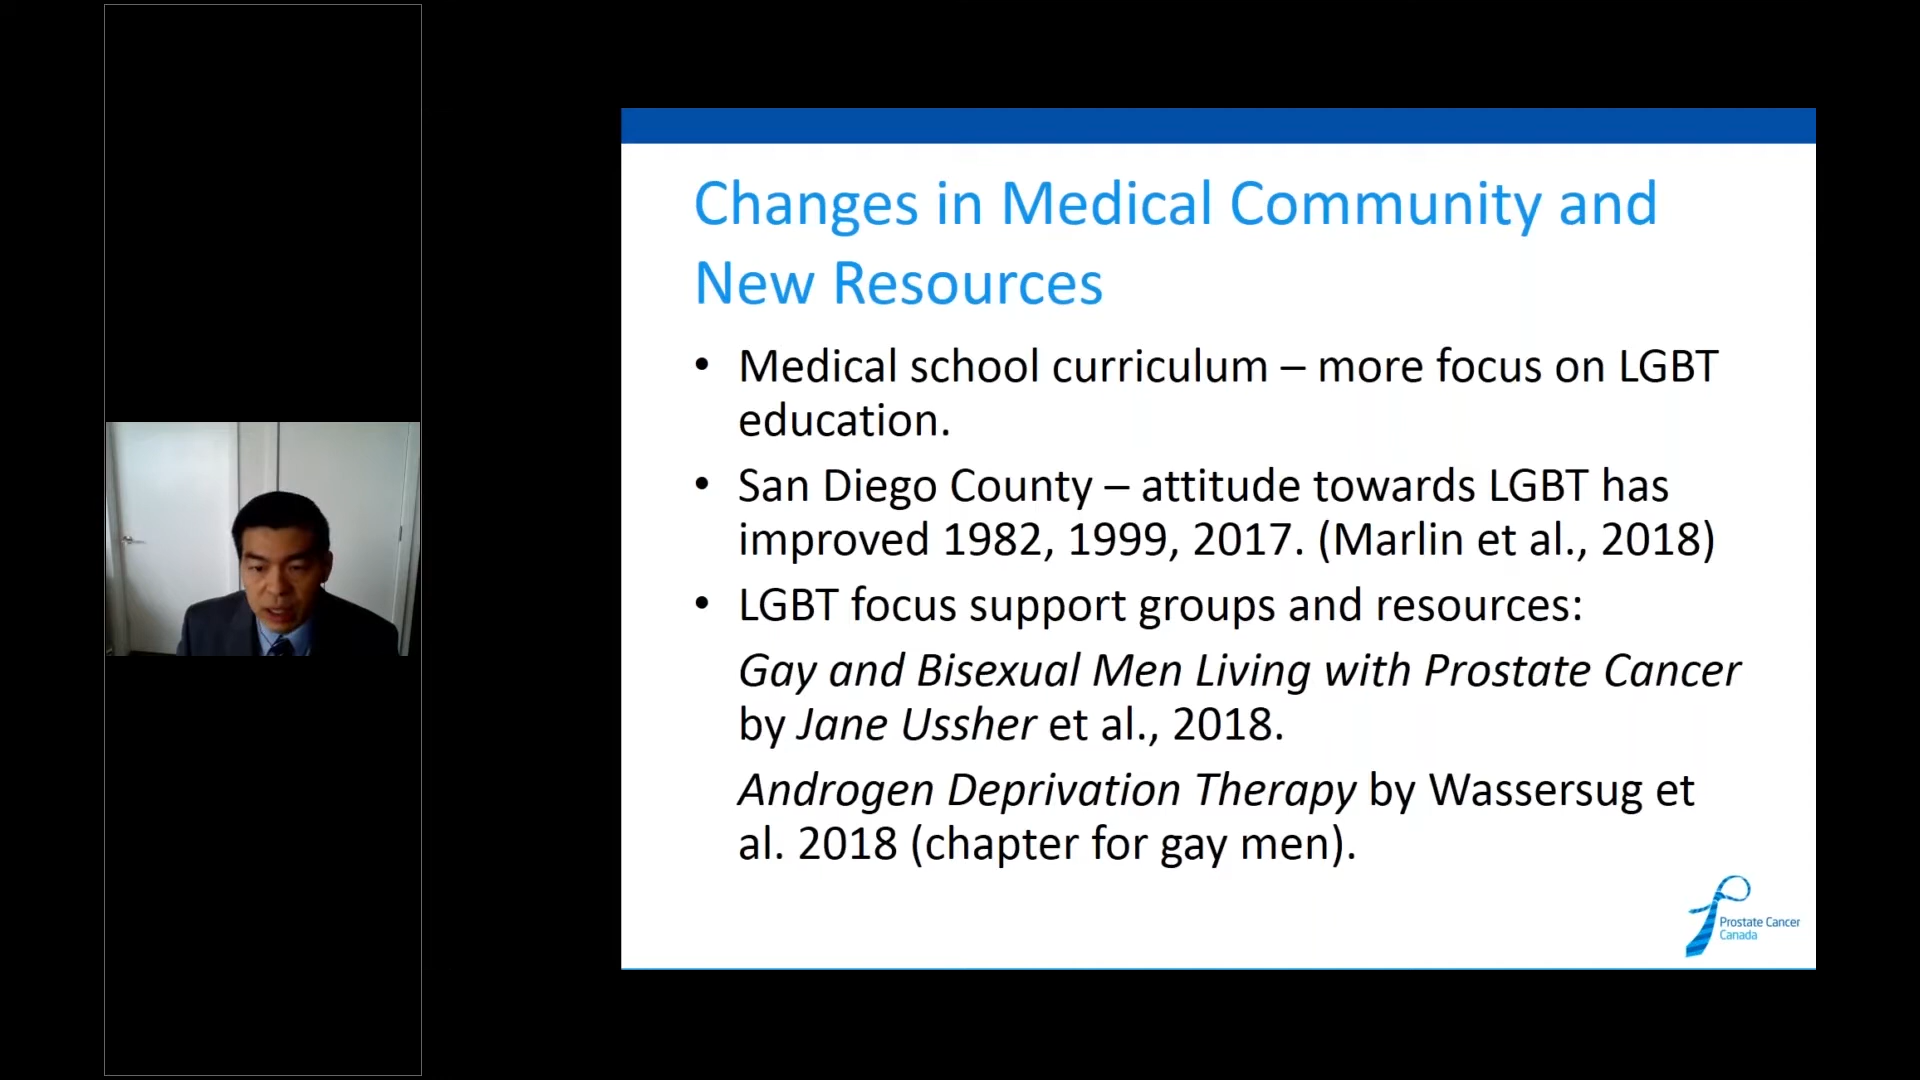 Changes in Medical Community and
New Resources
• Medical school curriculum – more focus on LGBT
education.
• San Diego County – attitude towards LGBT has
improved 1982, 1999, 2017. (Marlin et al., 2018)
• LGBT focus support groups and resources:
Gay and Bisexual Men Living with Prostate Cancer
by Jane Ussher et al., 2018.
Androgen Deprivation Therapy by Wassersug et
al. 2018 (chapter for gay men).
Prostate Cancer
Canada